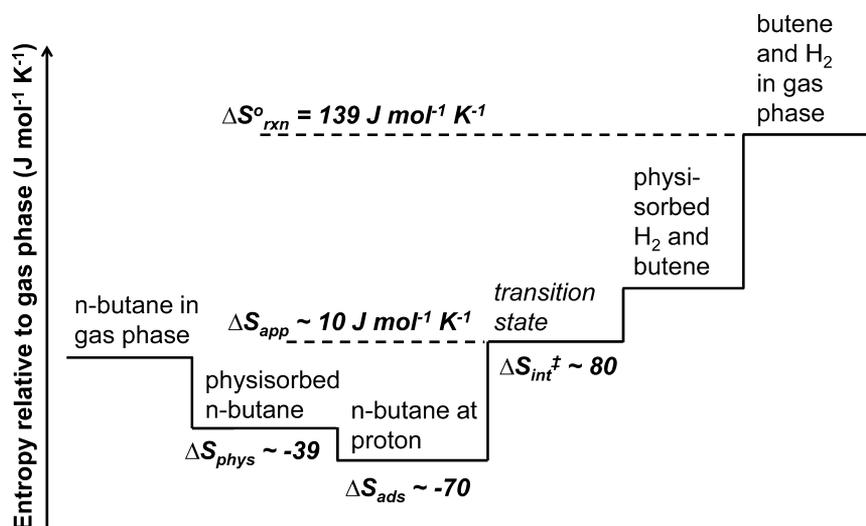 Entropy relative to gas phase (J mol⁻¹ K⁻¹)
butene
and H₂
in gas
phase
ΔS°rxn = 139 J mol⁻¹ K⁻¹
physi-
sorbed
H₂ and
butene
n-butane in
gas phase
ΔSapp ~ 10 J mol⁻¹ K⁻¹
transition
state
ΔSint‡ ~ 80
physisorbed
n-butane
n-butane at
proton
ΔSphys ~ -39
ΔSads ~ -70